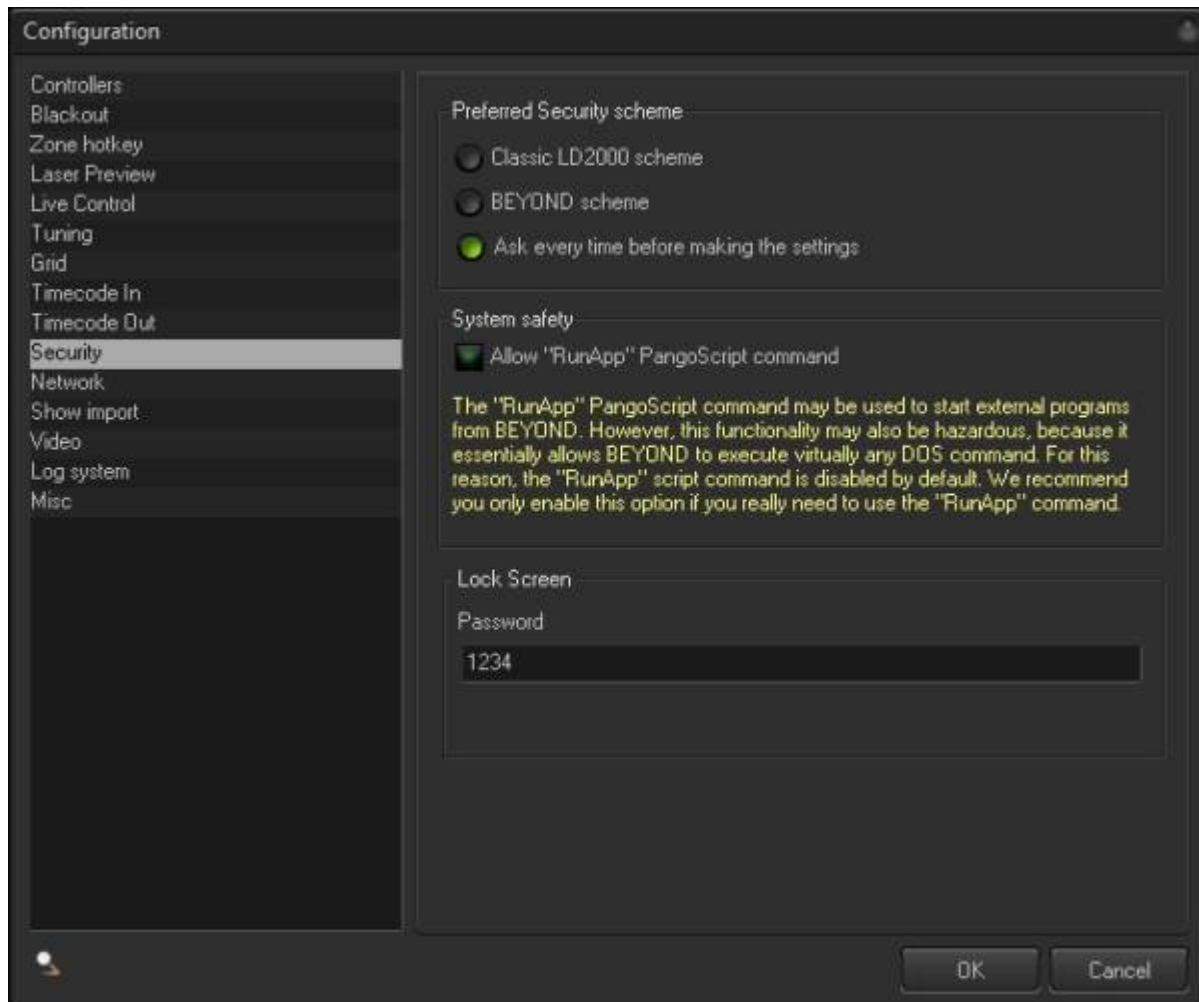 Configuration
Controllers
Blackout
Zone hotkey
Laser Preview
Live Control
Tuning
Grid
Timecode In
Timecode Out
Security
Network
Show import
Video
Log system
Misc
Preferred Security scheme
Classic LD2000 scheme
BEYOND scheme
Ask every time before making the settings
System safety
Allow "RunApp" PangoScript command
The "RunApp" PangoScript command may be used to start external programs
from BEYOND. However, this functionality may also be hazardous, because it
essentially allows BEYOND to execute virtually any DOS command. For this
reason, the "RunApp" script command is disabled by default. We recommend
you only enable this option if you really need to use the "RunApp" command.
Lock Screen
Password
1234
OK
Cancel